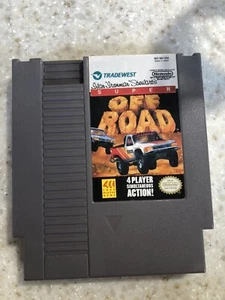 TRADEWEST
Ivan "Ironman" Stewart's
SUPER
OFF
ROAD
4 PLAYER
SIMULTANEOUS
ACTION!